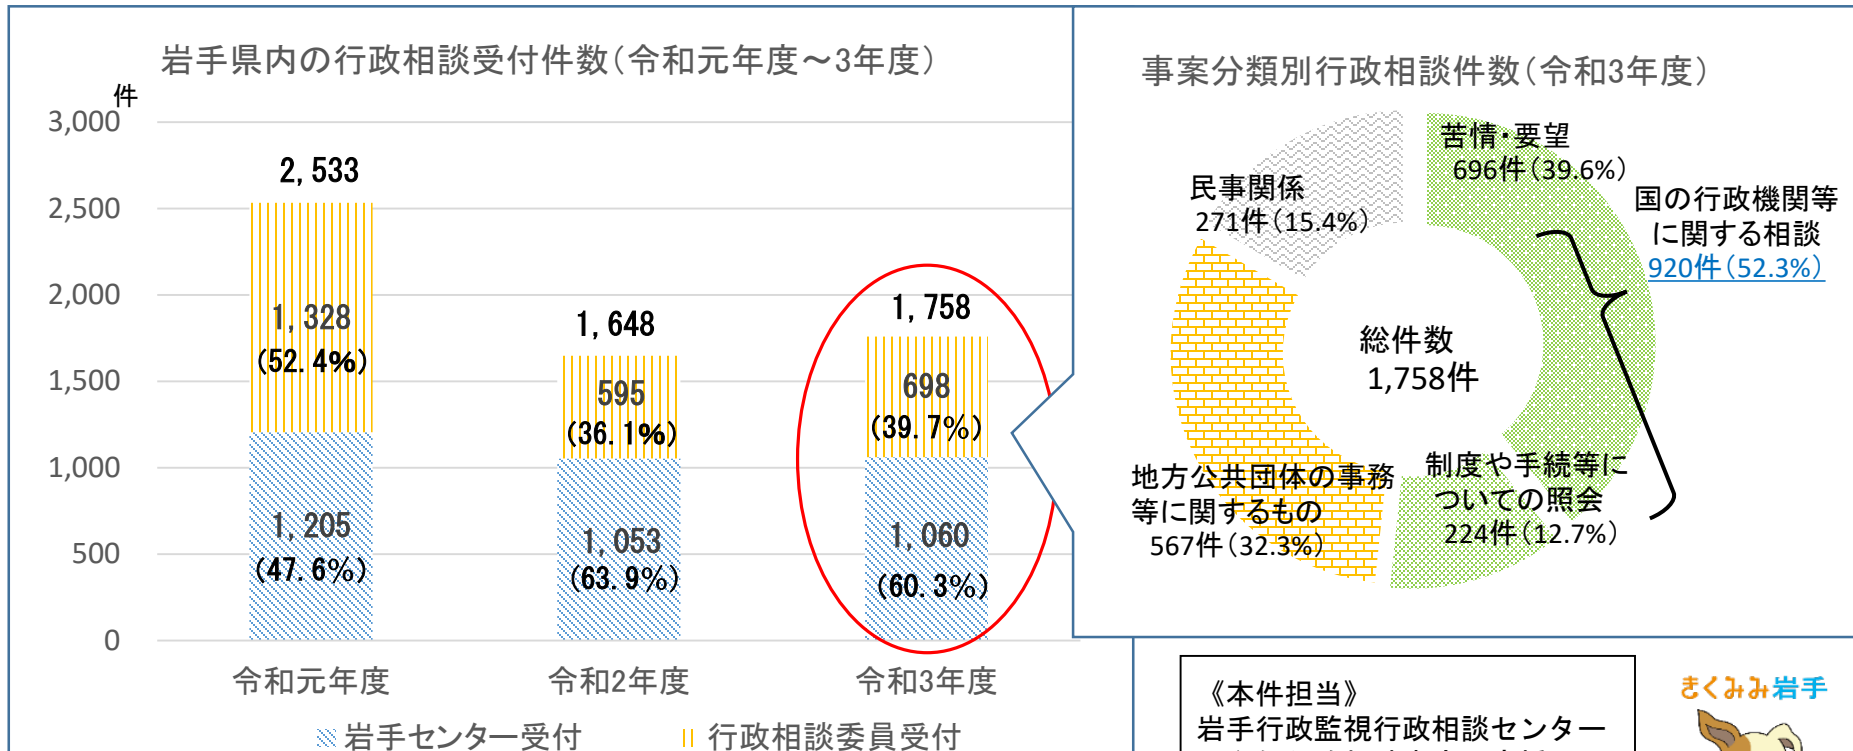 岩手県内の行政相談受付件数（令和元年度～3年度）
件
3,000
2,500
2,000
1,500
1,000
500
0
2,533
1,328
(52.4%)
1,205
(47.6%)
1,648
595
(36.1%)
1,053
(63.9%)
1,758
698
(39.7%)
1,060
(60.3%)
令和元年度
令和2年度
令和3年度
岩手センター受付
行政相談委員受付
事案分類別行政相談件数（令和3年度）
苦情・要望
696件（39.6%）
国の行政機関等
に関する相談
920件（52.3%）
民事関係
271件（15.4%）
総件数
1,758件
地方公共団体の事務
等に関するもの
567件（32.3%）
制度や手続等に
ついての照会
224件（12.7%）
《本件担当》
岩手行政監視行政相談センター
きくみみ岩手